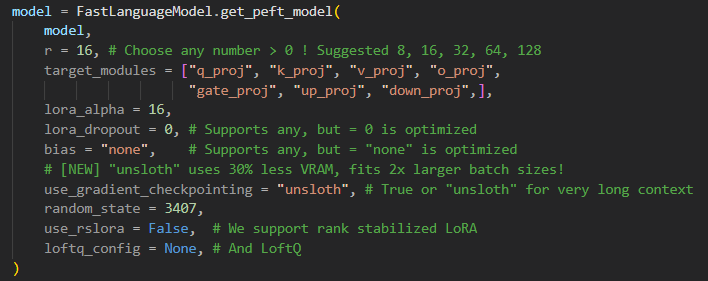 model = FastLanguageModel.get_peft_model(
    model,
    r = 16, # Choose any number > 0 ! Suggested 8, 16, 32, 64, 128
    target_modules = ["q_proj", "k_proj", "v_proj", "o_proj",
                      "gate_proj", "up_proj", "down_proj",],
    lora_alpha = 16,
    lora_dropout = 0, # Supports any, but = 0 is optimized
    bias = "none",    # Supports any, but = "none" is optimized
    # [NEW] "unsloth" uses 30% less VRAM, fits 2x larger batch sizes!
    use_gradient_checkpointing = "unsloth", # True or "unsloth" for very long context
    random_state = 3407,
    use_rslora = False,  # We support rank stabilized LoRA
    loftq_config = None, # And LoftQ
)